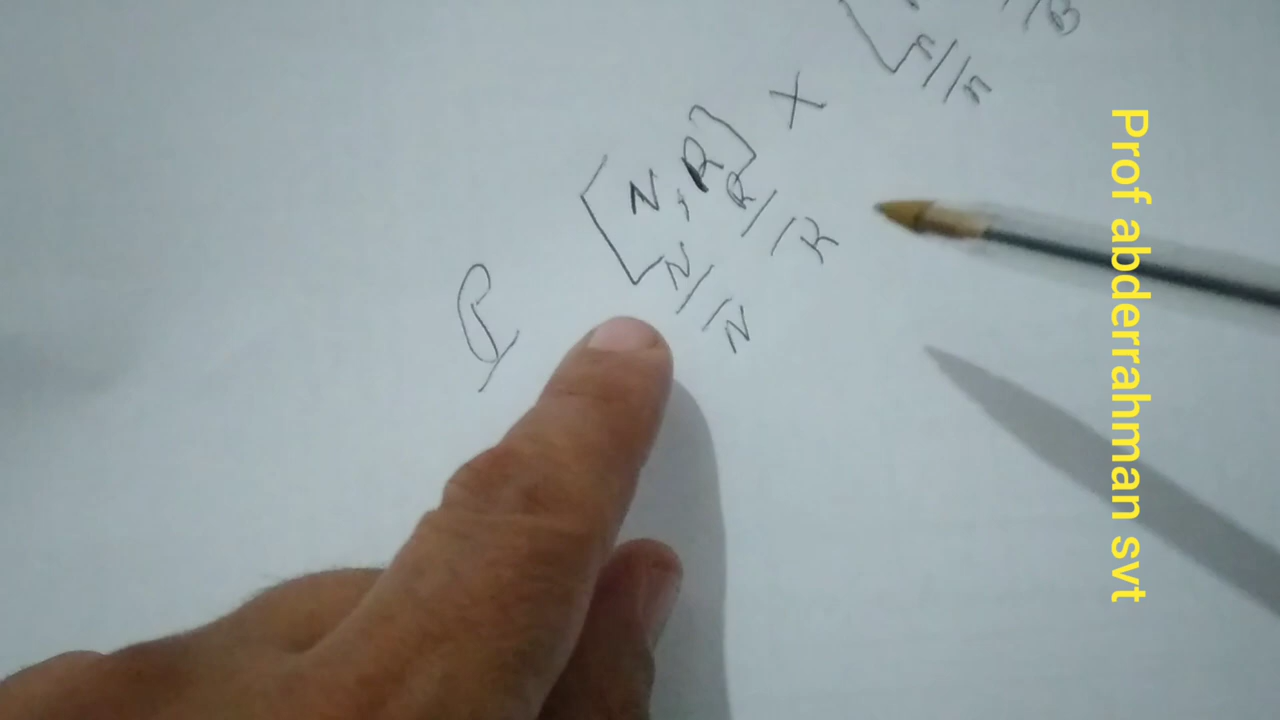 P [N, R] X
N//N R//R
n//n //B
Prof abderrahman svt